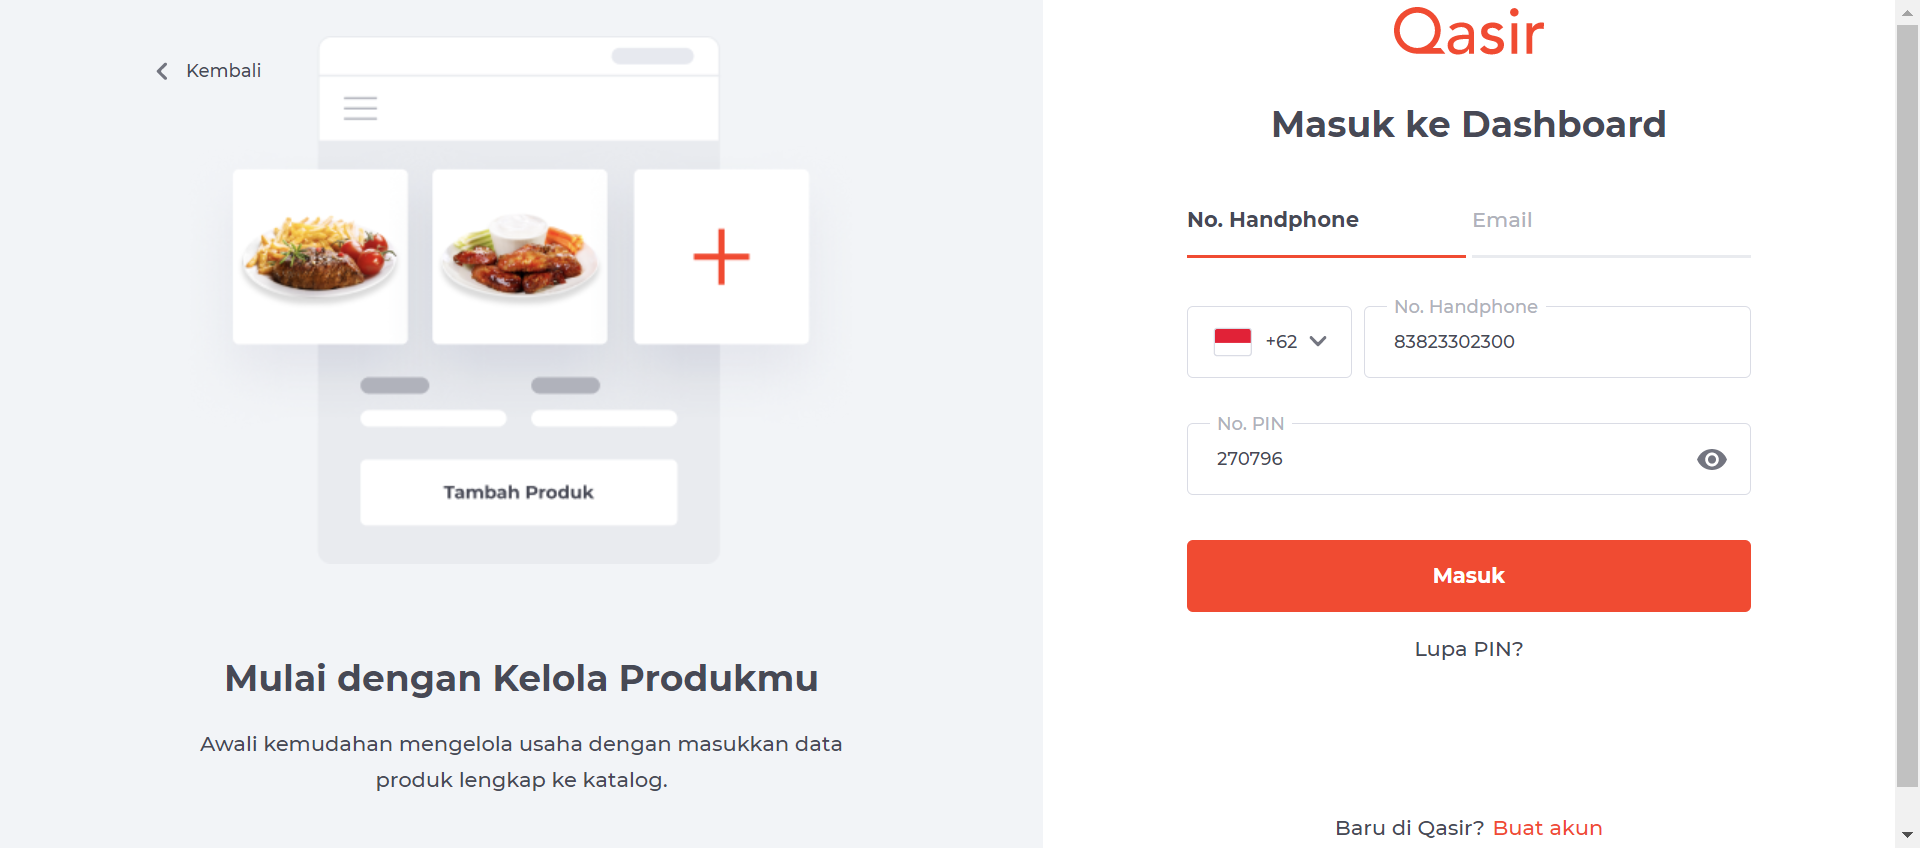 Kembali
Tambah Produk
Mulai dengan Kelola Produkmu
Awali kemudahan mengelola usaha dengan masukkan data
produk lengkap ke katalog.
Qasir
Masuk ke Dashboard
No. Handphone
Email
+62
No. Handphone
83823302300
No. PIN
270796
Masuk
Lupa PIN?
Baru di Qasir? Buat akun